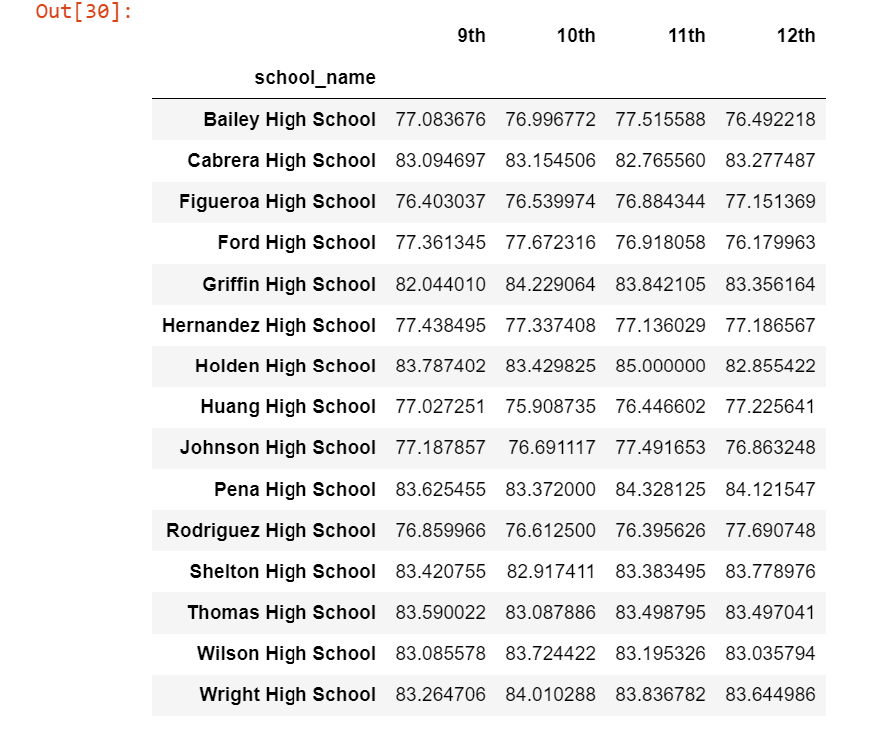 Out[30]:
9th 10th 11th 12th
school_name
Bailey High School 77.083676 76.996772 77.515588 76.492218
Cabrera High School 83.094697 83.154506 82.765560 83.277487
Figueroa High School 76.403037 76.539974 76.884344 77.151369
Ford High School 77.361345 77.672316 76.918058 76.179963
Griffin High School 82.044010 84.229064 83.842105 83.356164
Hernandez High School 77.438495 77.337408 77.136029 77.186567
Holden High School 83.787402 83.429825 85.000000 82.855422
Huang High School 77.027251 75.908735 76.446602 77.225641
Johnson High School 77.187857 76.691117 77.491653 76.863248
Pena High School 83.625455 83.372000 84.328125 84.121547
Rodriguez High School 76.859966 76.612500 76.395626 77.690748
Shelton High School 83.420755 82.917411 83.383495 83.778976
Thomas High School 83.590022 83.087886 83.498795 83.497041
Wilson High School 83.085578 83.724422 83.195326 83.035794
Wright High School 83.264706 84.010288 83.836782 83.644986